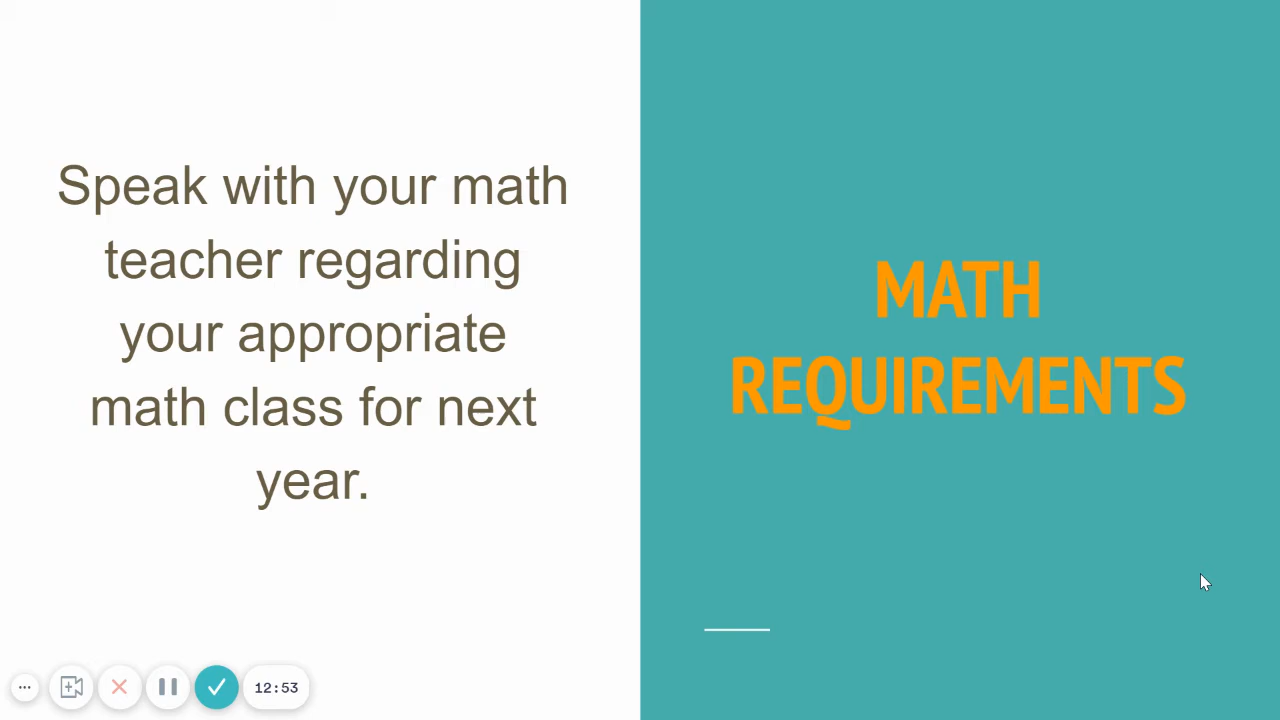 Speak with your math
teacher regarding
your appropriate
math class for next
year.
MATH
REQUIREMENTS
12:53